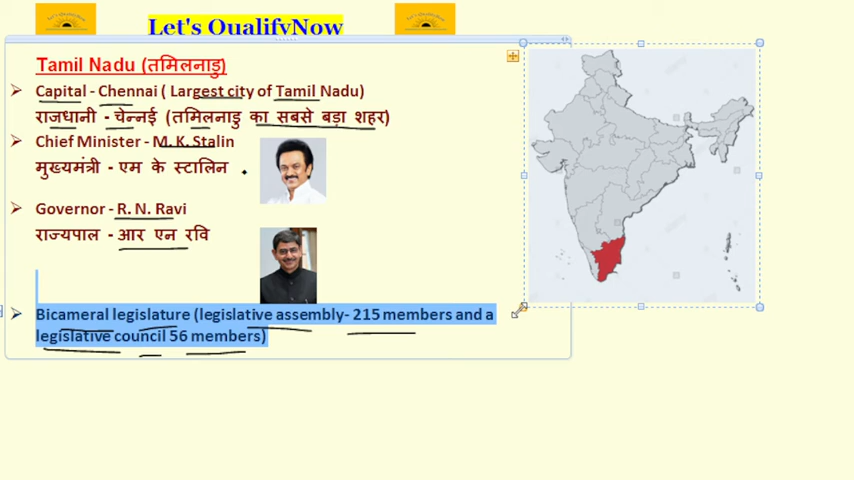 Let's QualifyNow
Tamil Nadu (तमिलनाडु)
Capital - Chennai ( Largest city of Tamil Nadu)
राजधानी - चेन्नई (तमिलनाडु का सबसे बड़ा शहर)
Chief Minister - M. K. Stalin
मुख्यमंत्री - एम के स्टालिन
Governor - R. N. Ravi
राज्यपाल - आर एन रवि
Bicameral legislature (legislative assembly- 215 members and a
legislative council 56 members)